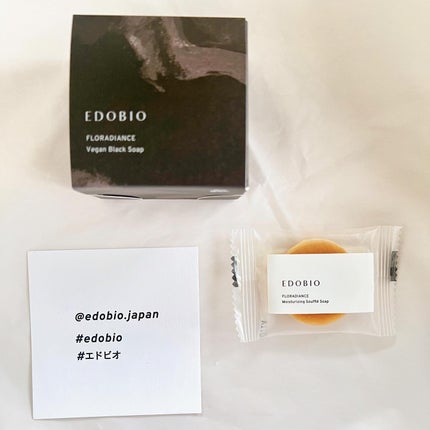 EDOBIO
FLORADIANCE
Vegan Black Soap
EDOBIO
FLORADIANCE
Moisturizing Soufflé Soap
@edobio.japan
#edobio
#エドビオ